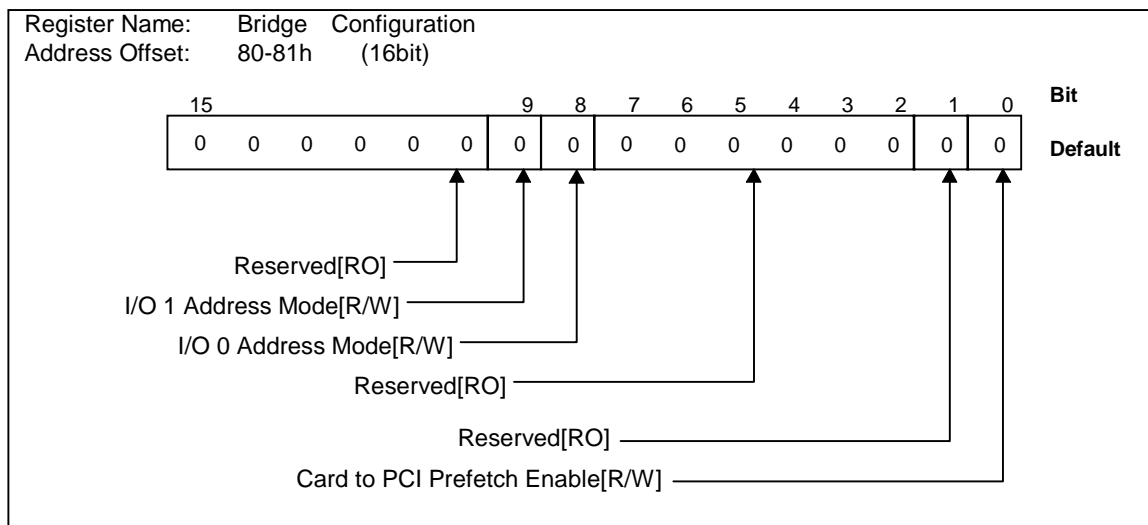 Register Name: Bridge Configuration
Address Offset: 80-81h (16bit)
15 9 8 7 6 5 4 3 2 1 0 Bit
0 0 0 0 0 0 0 0 0 0 0 0 0 0 0 0 Default
Reserved[RO]
I/O 1 Address Mode[R/W]
I/O 0 Address Mode[R/W]
Reserved[RO]
Reserved[RO]
Card to PCI Prefetch Enable[R/W]